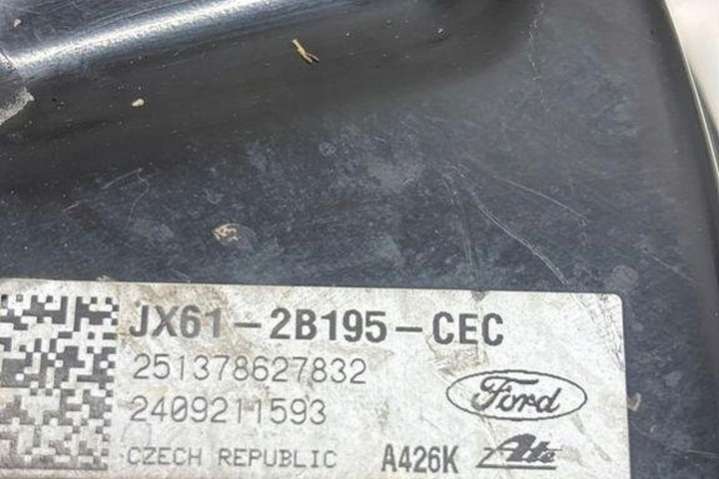 JX61-2B195-CEC
251378627832
Ford
2409211593
CZECH REPUBLIC A426K Ate